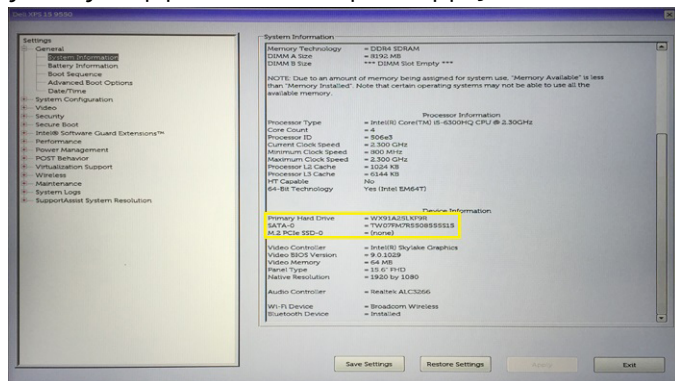 Dell XPS 15 9550
Settings
General
System Information
Battery Information
Boot Sequence
Advanced Boot Options
Date/Time
System Configuration
Video
Security
Secure Boot
Intel® Software Guard Extensions™
Performance
Power Management
POST Behavior
Virtualization Support
Wireless
Maintenance
System Logs
SupportAssist System Resolution
System Information
Memory Technology = DDR4 SDRAM
DIMM A Size = 8192 MB
DIMM B Size *** DIMM Slot Empty ***
NOTE: Due to an amount of memory being assigned for system use, "Memory Available" is less
than "Memory Installed". Note that certain operating systems may not be able to use all the
available memory.
Processor Information
Processor Type = Intel(R) Core(TM) i5-6300HQ CPU @ 2.30GHz
Core Count = 4
Processor ID = 506e3
Current Clock Speed = 2.300 GHz
Minimum Clock Speed = 800 MHz
Maximum Clock Speed = 2.300 GHz
Processor L2 Cache = 1024 KB
Processor L3 Cache = 6144 KB
HT Capable No
64-Bit Technology Yes (Intel EM64T)
Device Information
Primary Hard Drive
SATA-0
M.2 PCIe SSD-0 = (none)
Video Controller = Intel(R) Skylake Graphics
Video BIOS Version = 9.0.1029
Video Memory = 64 MB
Panel Type = 15.6" FHD
Native Resolution = 1920 by 1080
Audio Controller = Realtek ALC3266
Wi-Fi Device = Broadcom Wireless
Bluetooth Device = Installed
Save Settings
Restore Settings
Apply
Exit